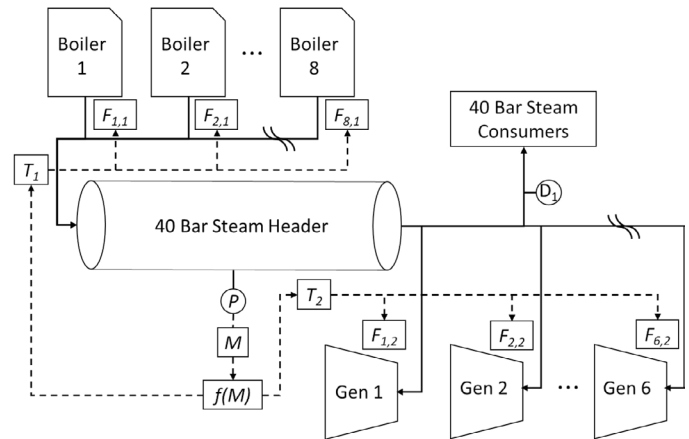 Boiler
1
Boiler
2
...
Boiler
8
F1,1
F2,1
F8,1
40 Bar Steam
Consumers
T1
D1
40 Bar Steam Header
P
T2
M
F1,2
F2,2
F6,2
f(M)
Gen 1
Gen 2
...
Gen 6